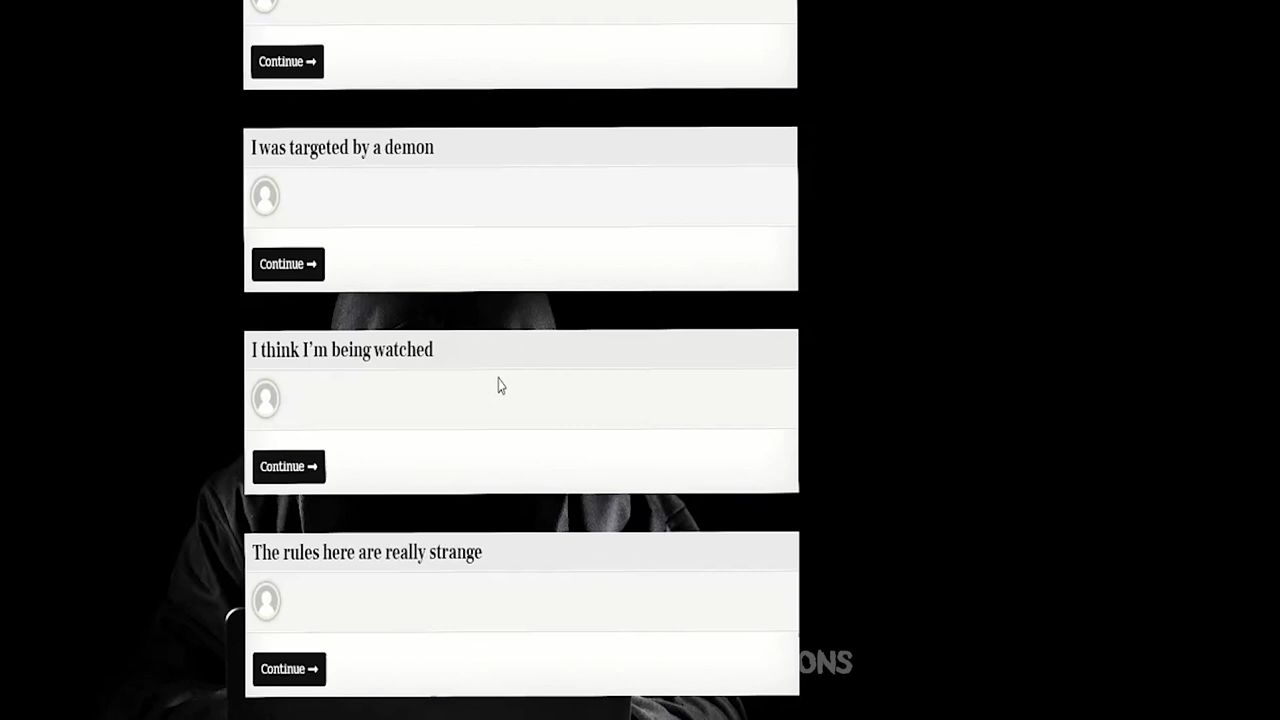 Continue ➞
I was targeted by a demon
Continue ➞
I think I’m being watched
Continue ➞
The rules here are really strange
Continue ➞